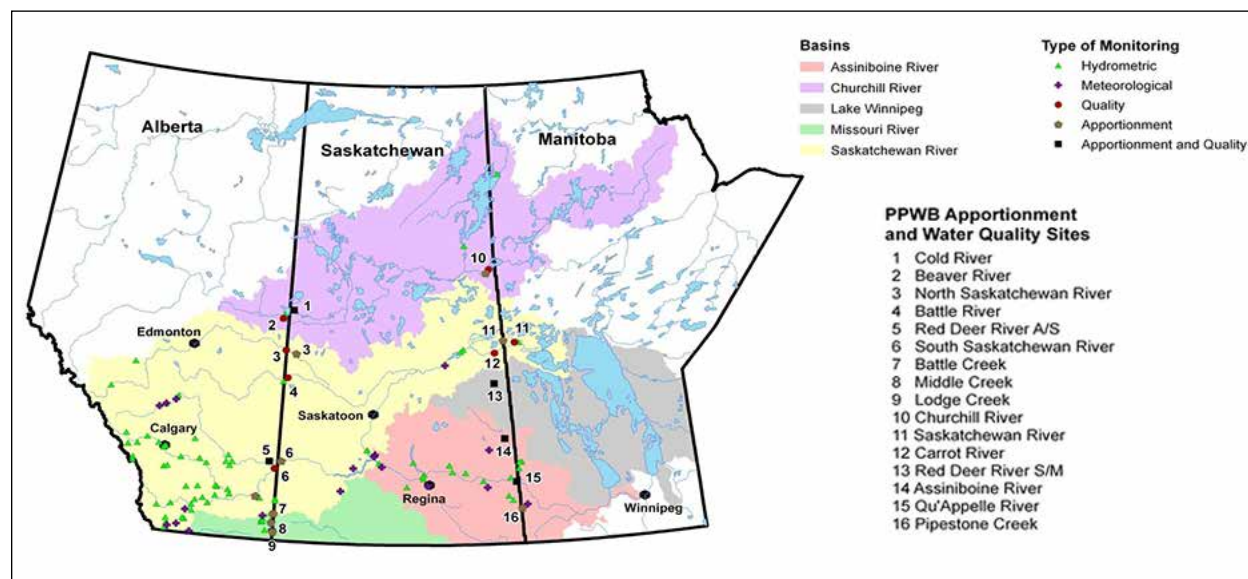 Basins
Assiniboine River
Churchill River
Lake Winnipeg
Missouri River
Saskatchewan River
Type of Monitoring
Hydrometric
Meteorological
Quality
Apportionment
Apportionment and Quality
Alberta
Saskatchewan
Manitoba
10
1
2
Edmonton
3
3
4
11
11
12
13
Saskatoon
Calgary
14
5
6
6
15
Regina
Winnipeg
7
16
8
9
PPWB Apportionment
and Water Quality Sites
1 Cold River
2 Beaver River
3 North Saskatchewan River
4 Battle River
5 Red Deer River A/S
6 South Saskatchewan River
7 Battle Creek
8 Middle Creek
9 Lodge Creek
10 Churchill River
11 Saskatchewan River
12 Carrot River
13 Red Deer River S/M
14 Assiniboine River
15 Qu'Appelle River
16 Pipestone Creek